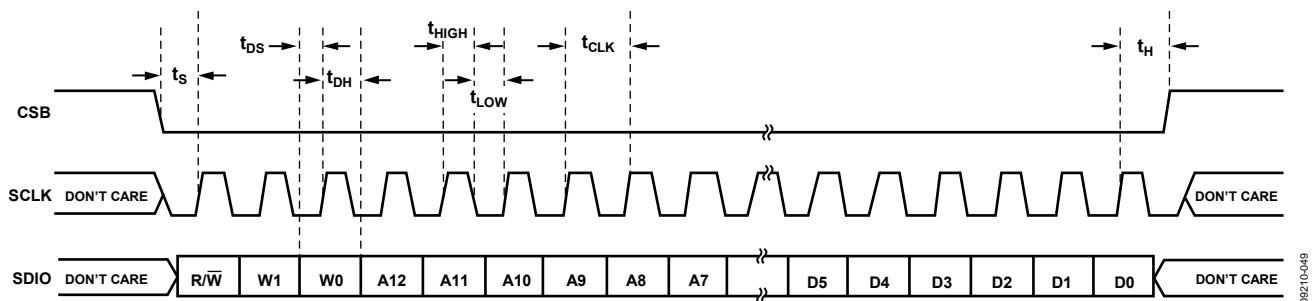 tHIGH
tDS
tCLK
tH
tS
tDH
tLOW
CSB
SCLK DON'T CARE DON'T CARE
SDIO DON'T CARE R/W̅ W1 W0 A12 A11 A10 A9 A8 A7 D5 D4 D3 D2 D1 D0 DON'T CARE
09210-049